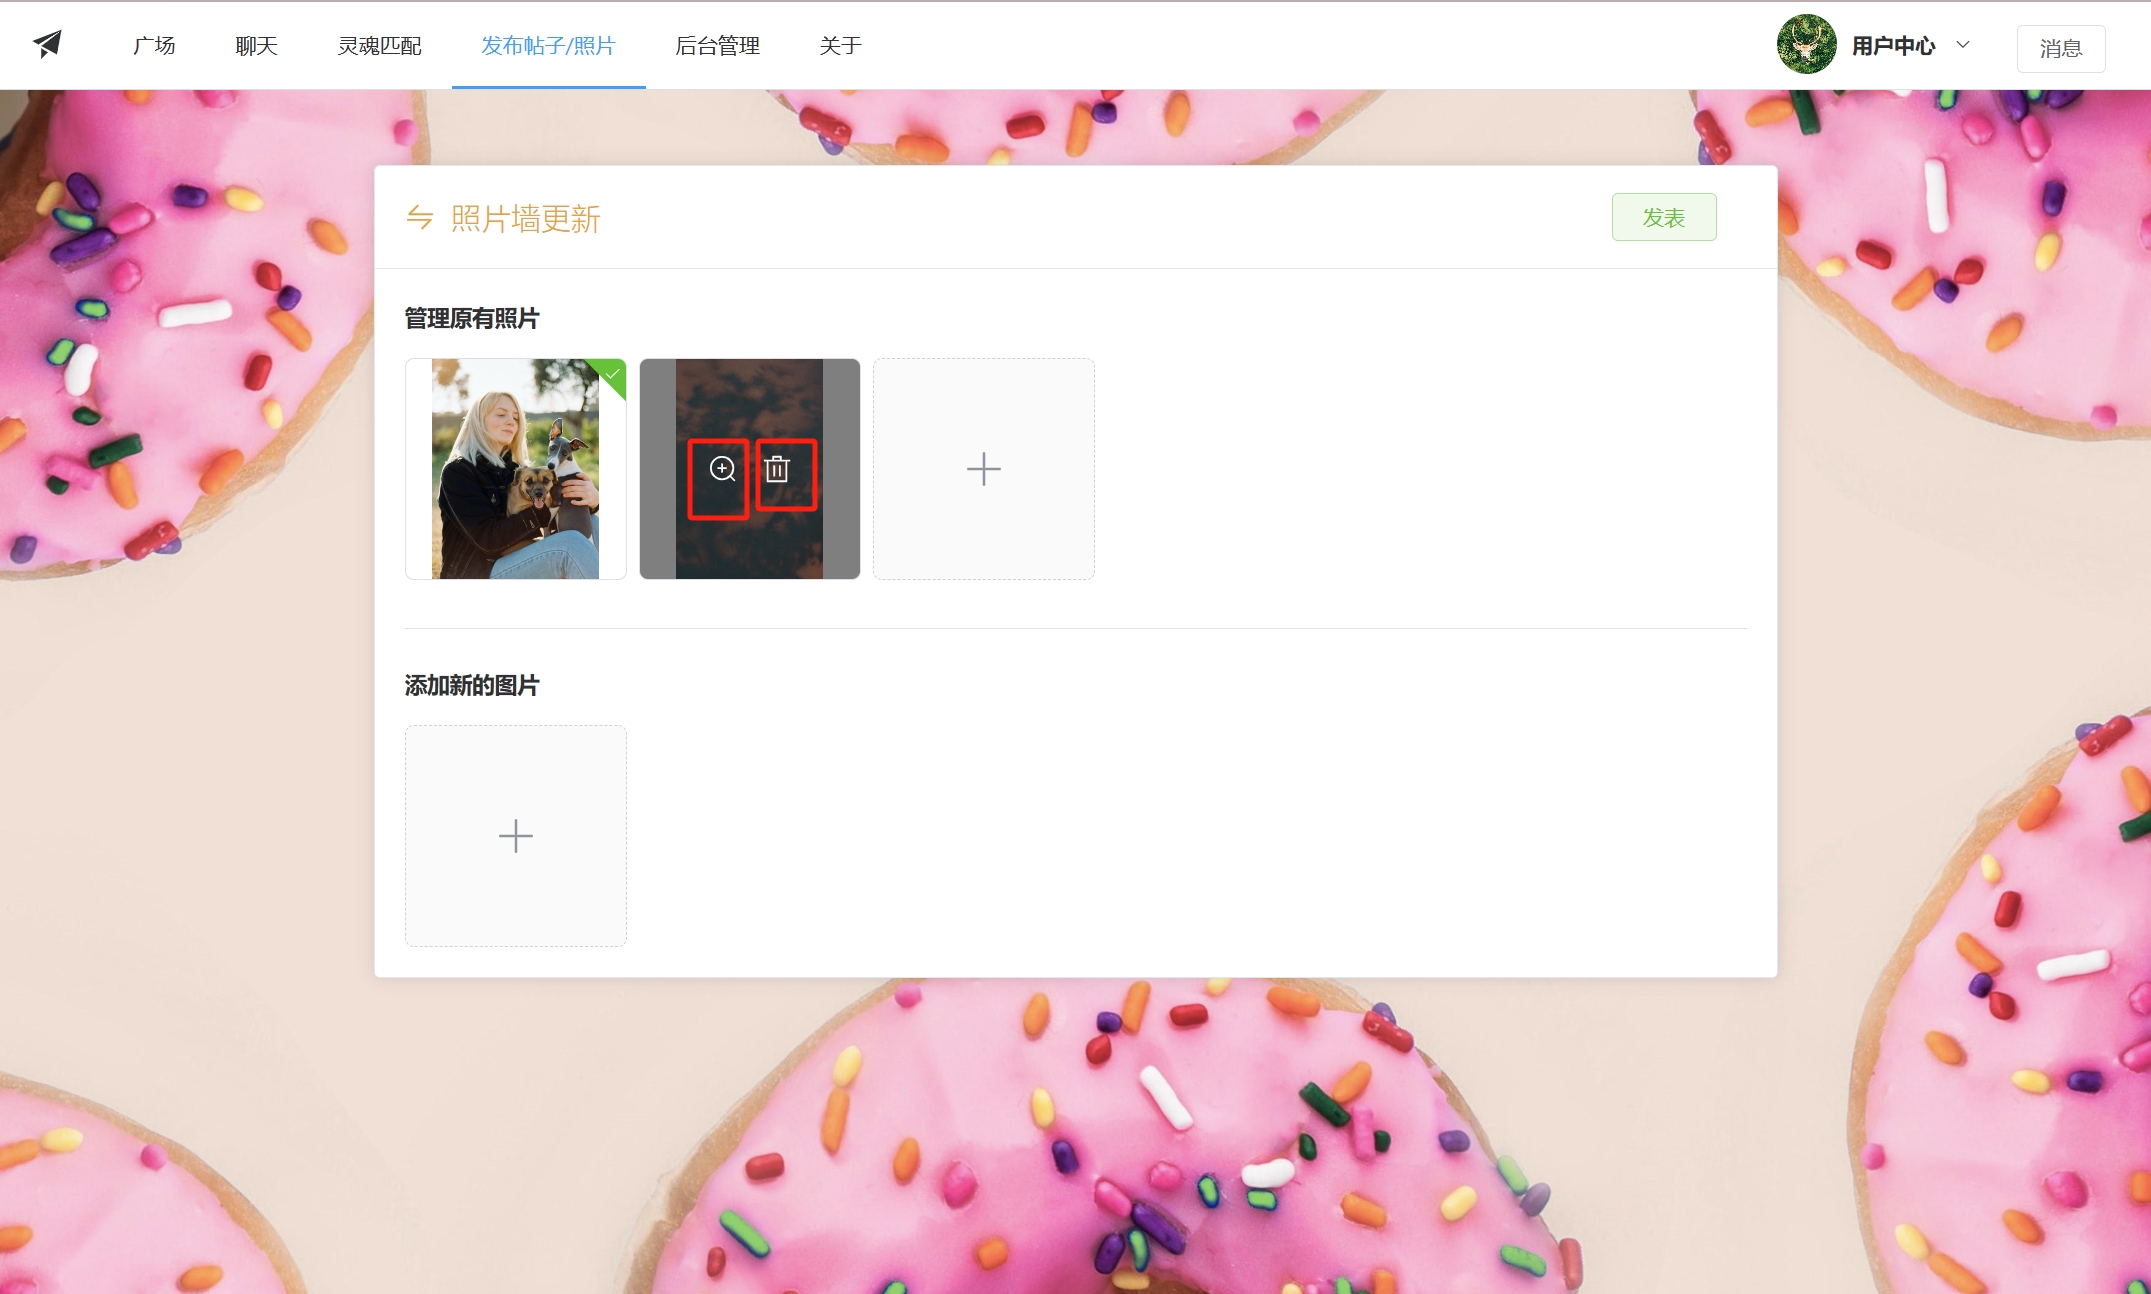 广场 聊天 灵魂匹配 发布帖子/照片 后台管理 关于 用户中心 消息
照片墙更新 发表
管理原有照片
添加新的图片